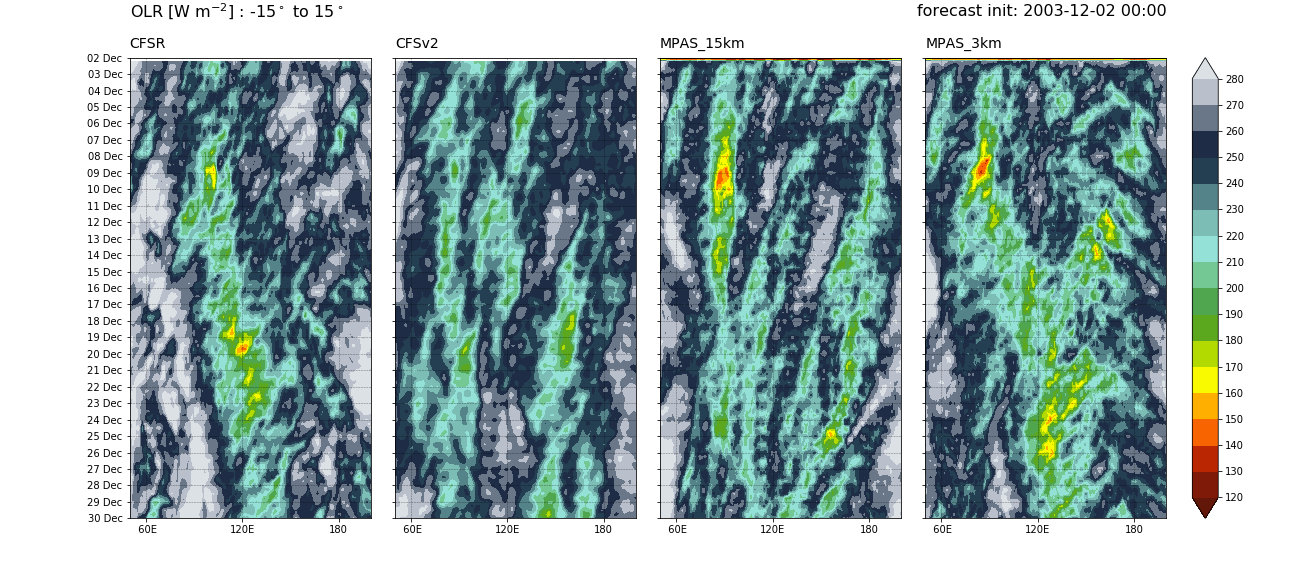 OLR [W m⁻²] : -15° to 15°
forecast init: 2003-12-02 00:00
CFSR
CFSv2
MPAS_15km
MPAS_3km
02 Dec
03 Dec
04 Dec
05 Dec
06 Dec
07 Dec
08 Dec
09 Dec
10 Dec
11 Dec
12 Dec
13 Dec
14 Dec
15 Dec
16 Dec
17 Dec
18 Dec
19 Dec
20 Dec
21 Dec
22 Dec
23 Dec
24 Dec
25 Dec
26 Dec
27 Dec
28 Dec
29 Dec
30 Dec
60E 120E 180
60E 120E 180
60E 120E 180
60E 120E 180
280
270
260
250
240
230
220
210
200
190
180
170
160
150
140
130
120